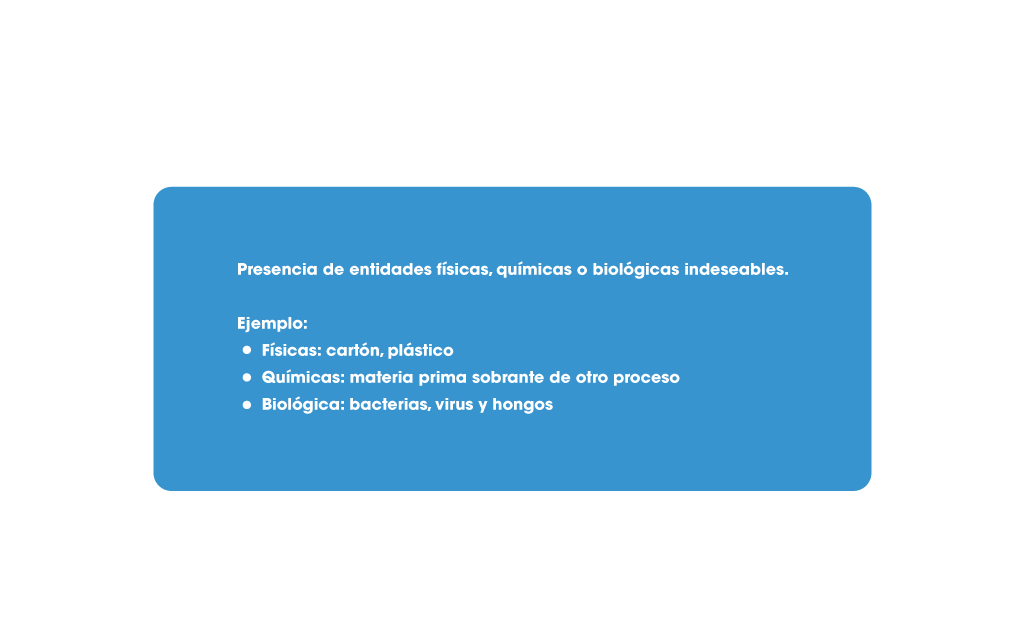 Presencia de entidades físicas, químicas o biológicas indeseables.
Ejemplo:
● Físicas: cartón, plástico
● Químicas: materia prima sobrante de otro proceso
● Biológica: bacterias, virus y hongos